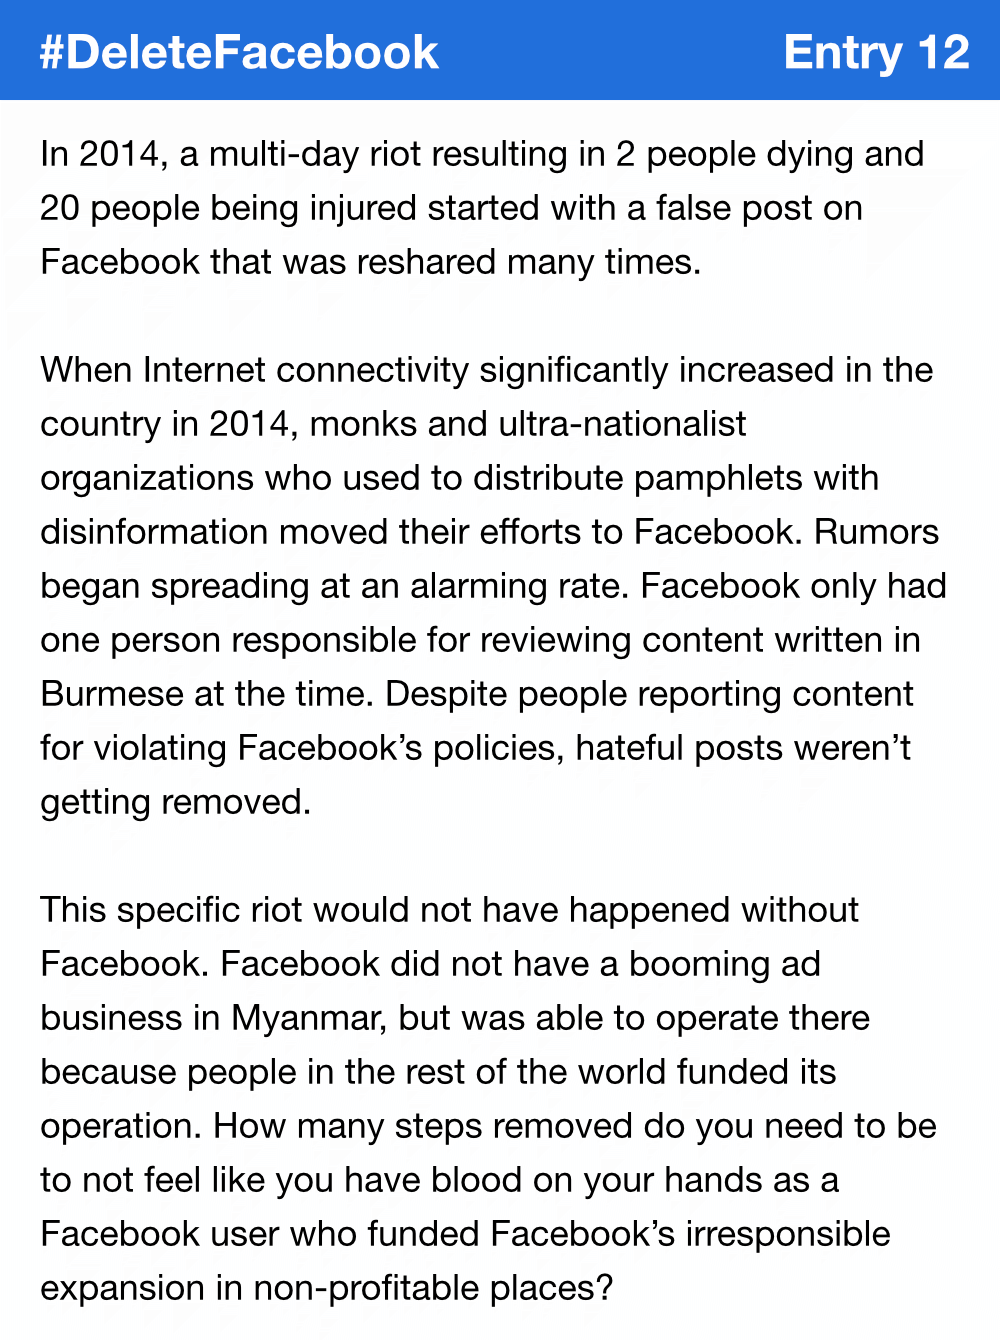 #DeleteFacebook
Entry 12
In 2014, a multi-day riot resulting in 2 people dying and
20 people being injured started with a false post on
Facebook that was reshared many times.
When Internet connectivity significantly increased in the
country in 2014, monks and ultra-nationalist
organizations who used to distribute pamphlets with
disinformation moved their efforts to Facebook. Rumors
began spreading at an alarming rate. Facebook only had
one person responsible for reviewing content written in
Burmese at the time. Despite people reporting content
for violating Facebook’s policies, hateful posts weren’t
getting removed.
This specific riot would not have happened without
Facebook. Facebook did not have a booming ad
business in Myanmar, but was able to operate there
because people in the rest of the world funded its
operation. How many steps removed do you need to be
to not feel like you have blood on your hands as a
Facebook user who funded Facebook’s irresponsible
expansion in non-profitable places?